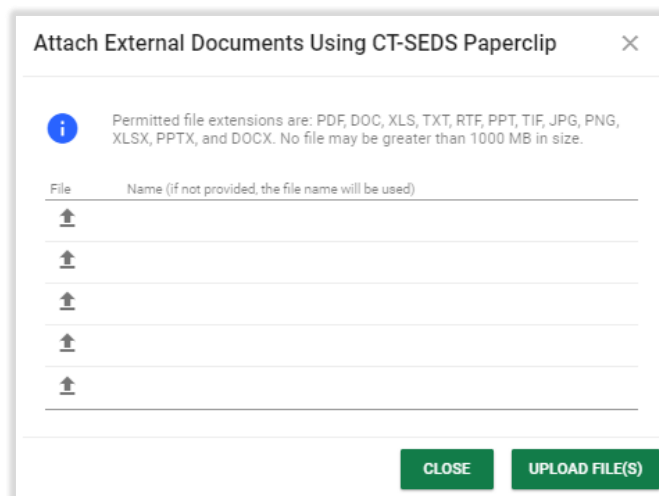 Attach External Documents Using CT-SEDS Paperclip
Permitted file extensions are: PDF, DOC, XLS, TXT, RTF, PPT, TIF, JPG, PNG,
XLSX, PPTX, and DOCX. No file may be greater than 1000 MB in size.
File Name (if not provided, the file name will be used)
CLOSE UPLOAD FILE(S)